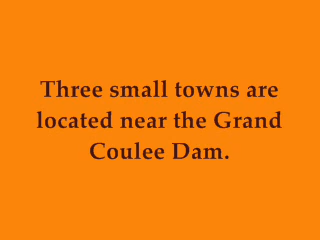 Three small towns are
located near the Grand
Coulee Dam.